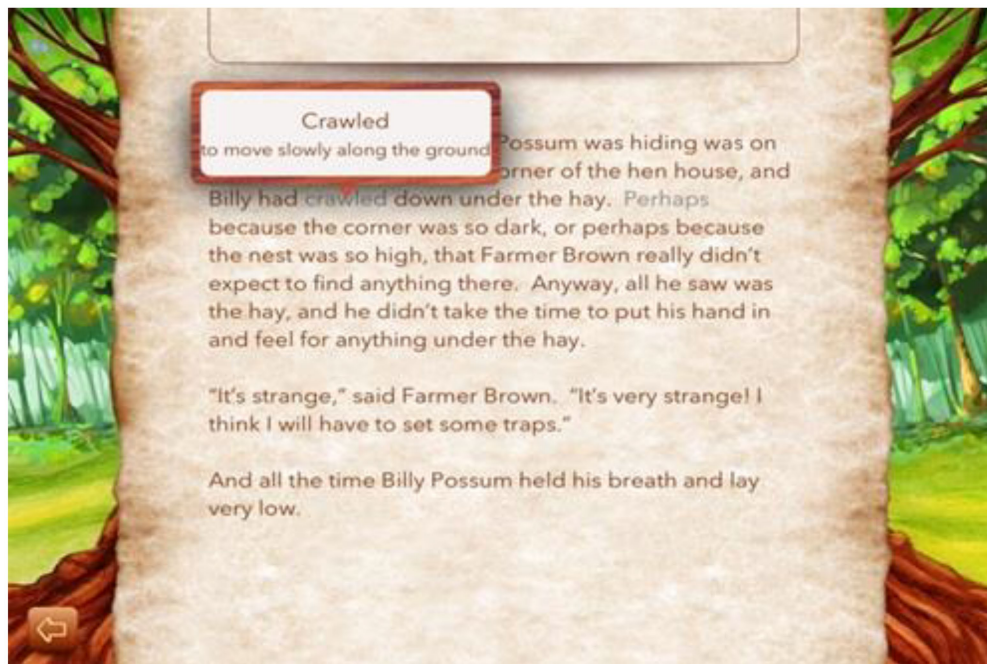 Crawled
to move slowly along the ground
Possum was hiding was on
orner of the hen house, and
Billy had crawled down under the hay. Perhaps
because the corner was so dark, or perhaps because
the nest was so high, that Farmer Brown really didn't
expect to find anything there. Anyway, all he saw was
the hay, and he didn't take the time to put his hand in
and feel for anything under the hay.
“It's strange,” said Farmer Brown. “It's very strange! I
think I will have to set some traps.”
And all the time Billy Possum held his breath and lay
very low.